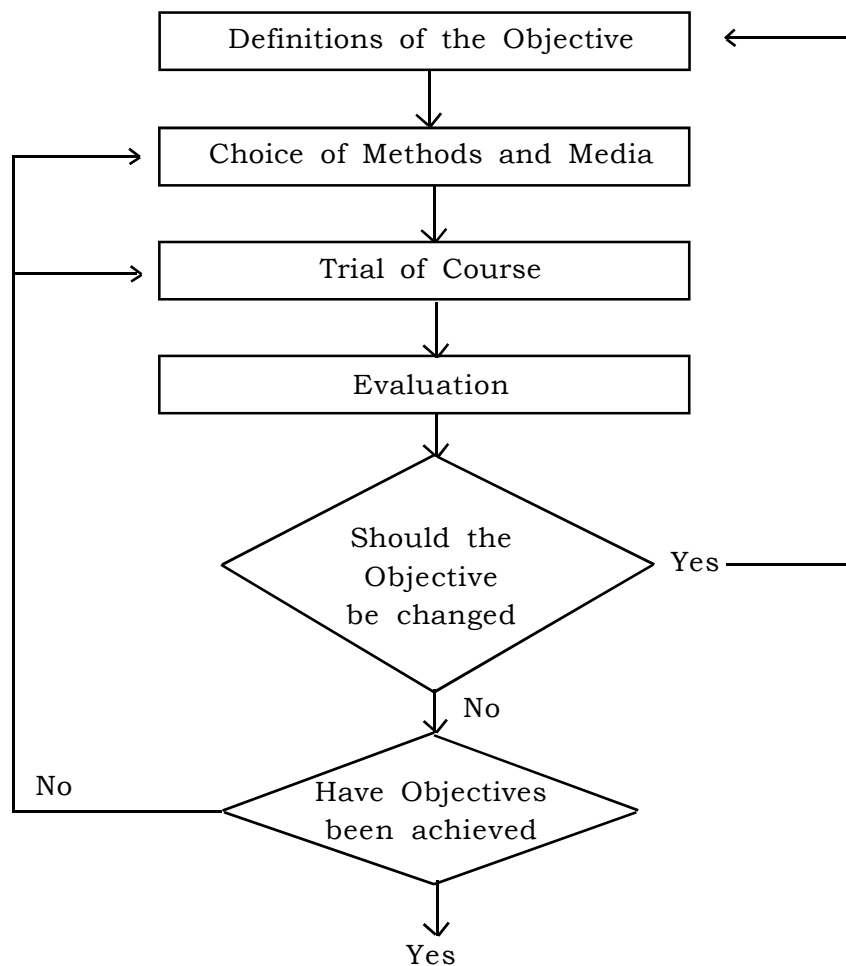 Definitions of the Objective
Choice of Methods and Media
Trial of Course
Evaluation
Should the
Objective
be changed
Yes
No
No
Have Objectives
been achieved
Yes